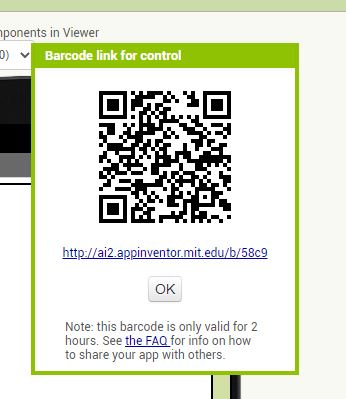 mponents in Viewer
0)
Barcode link for control
http://ai2.appinventor.mit.edu/b/58c9
OK
Note: this barcode is only valid for 2
hours. See the FAQ for info on how
to share your app with others.